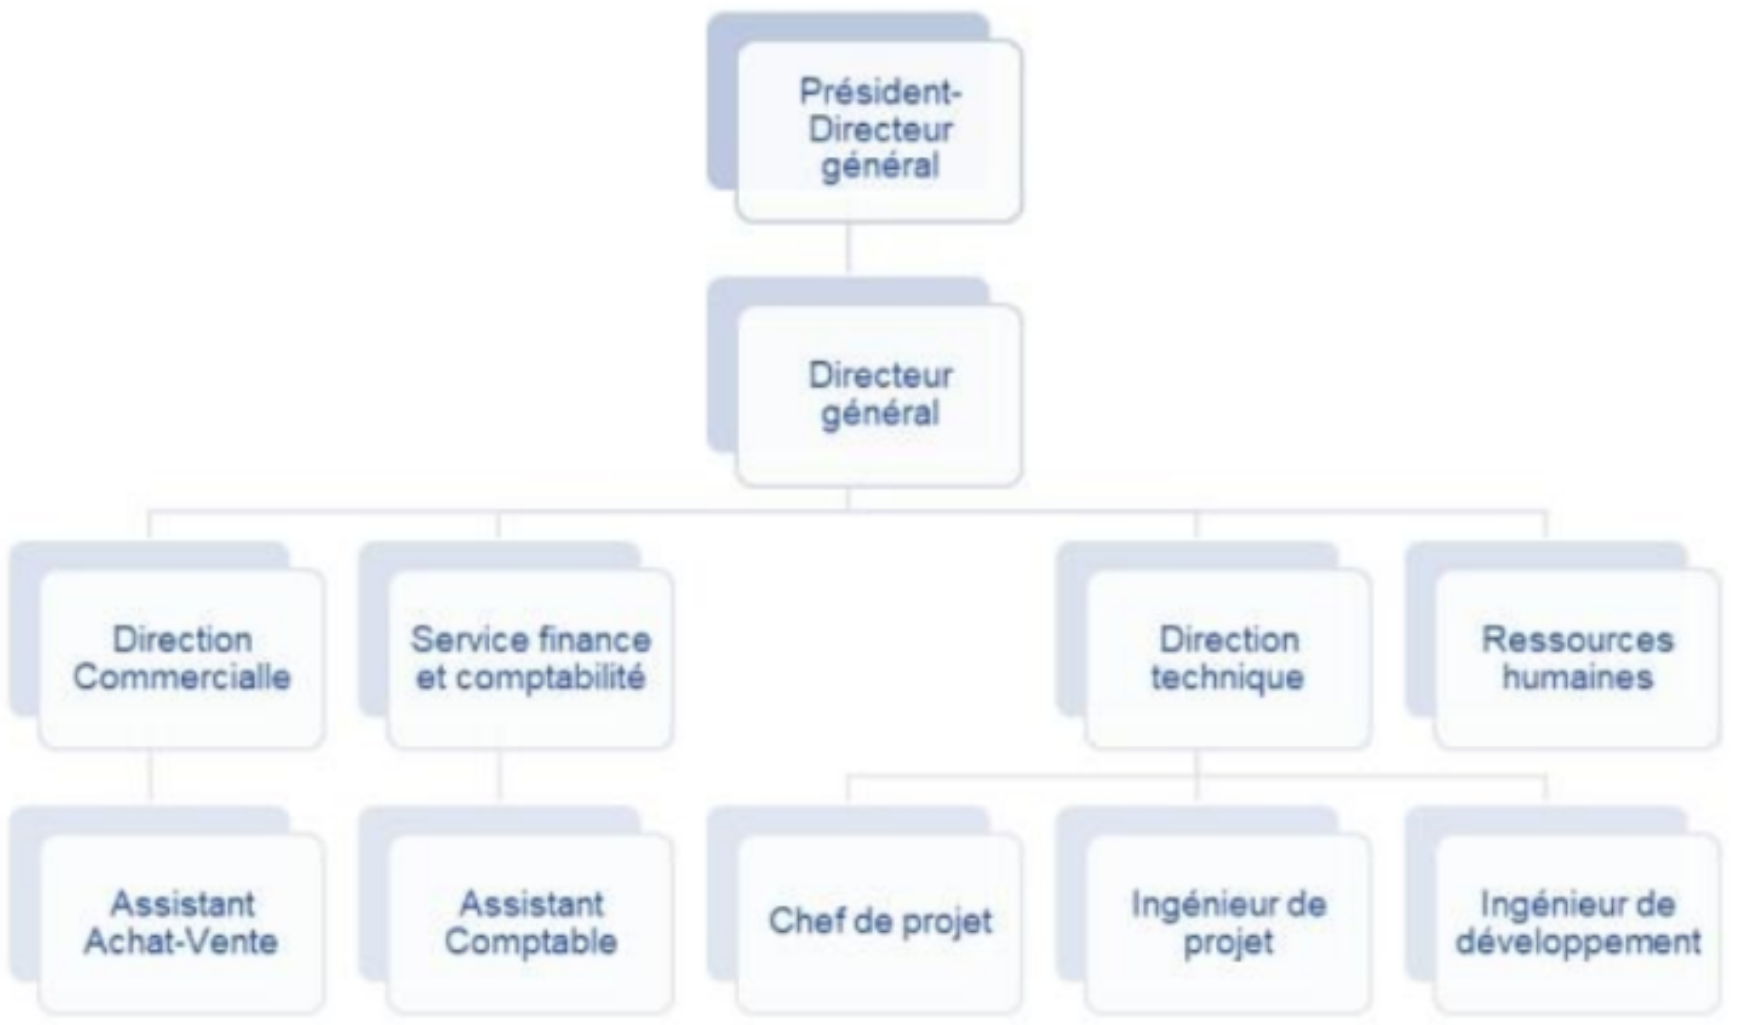 Président-
Directeur
général
Directeur
général
Direction
Commercialle
Service finance
et comptabilité
Direction
technique
Ressources
humaines
Assistant
Achat-Vente
Assistant
Comptable
Chef de projet
Ingénieur de
projet
Ingénieur de
développement